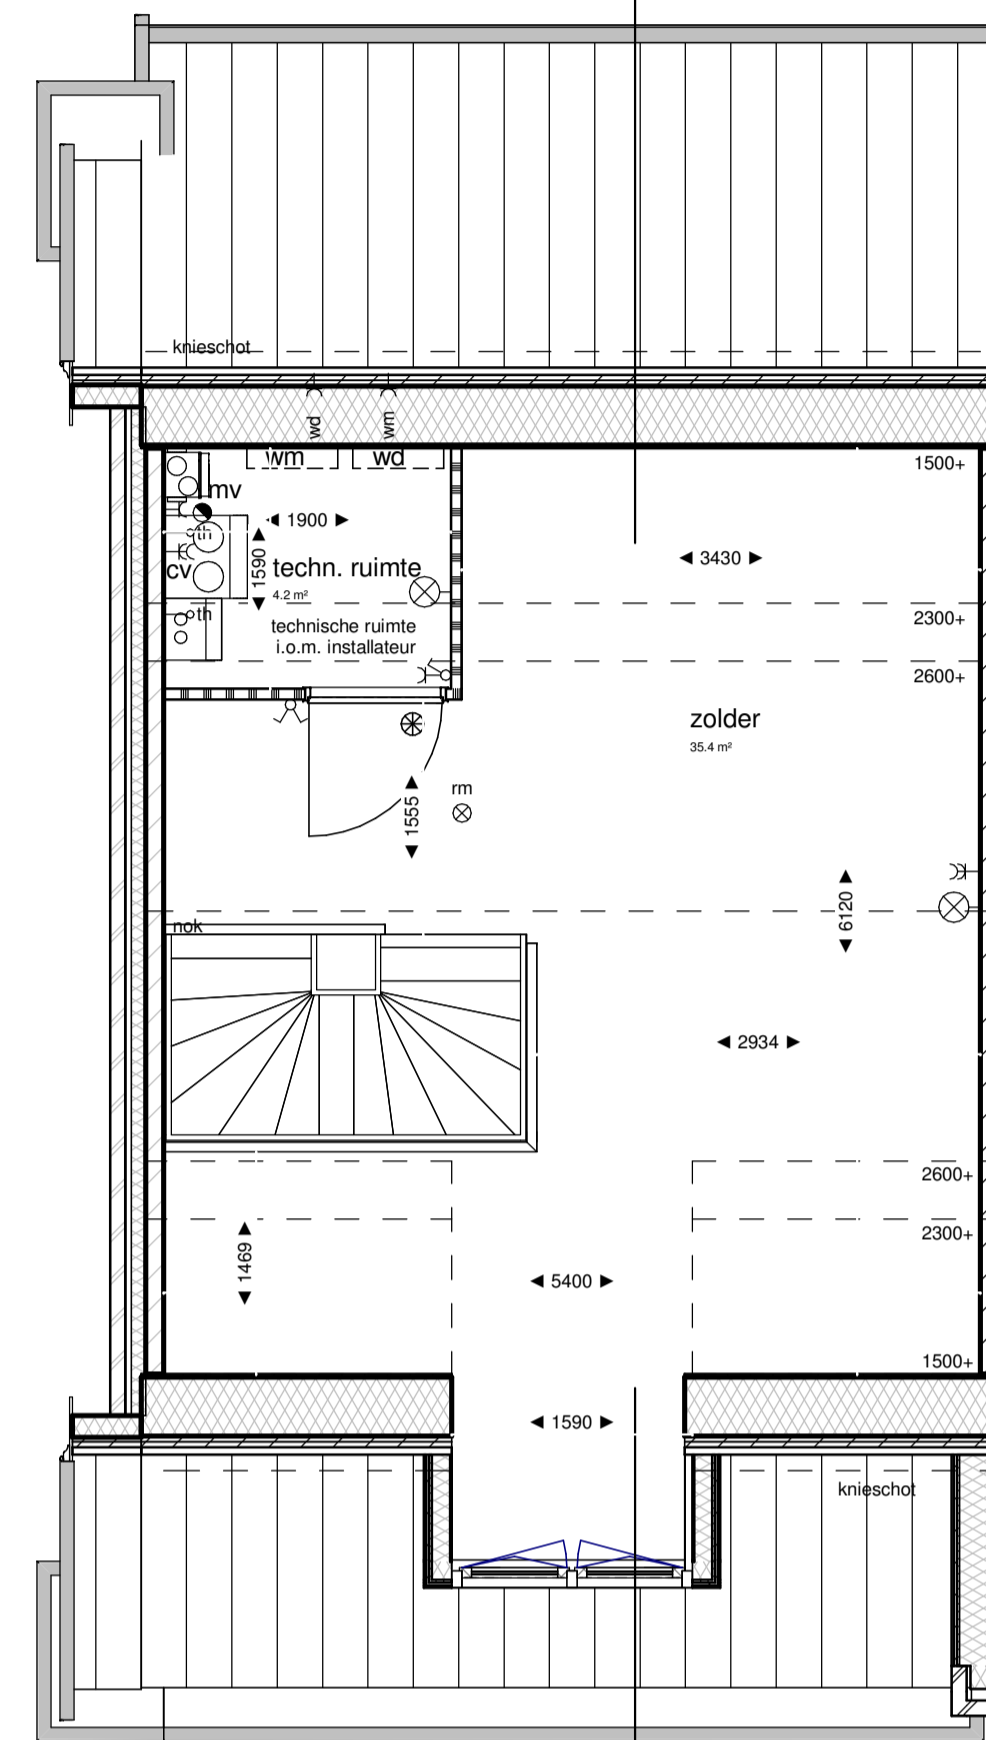 knieschot
wd
wm
wm
wd
1500+
mv
1900
th
1590
3430
cv
techn. ruimte
4.2 m²
th
2300+
technische ruimte
i.o.m. installateur
2600+
zolder
35.4 m²
rm
1555
6120
nok
2934
2600+
2300+
1469
5400
1500+
1590
knieschot